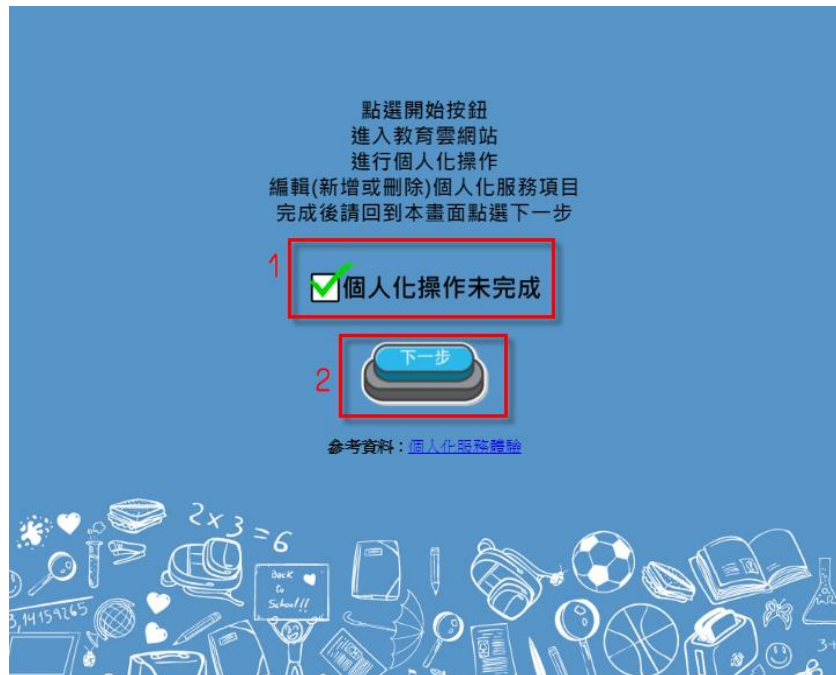 點選開始按鈕
進入教育雲網站
進行個人化操作
編輯(新增或刪除)個人化服務項目
完成後請回到本畫面點選下一步
1
個人化操作未完成
下一步
2
參考資料：個人化服務體驗
2x3=6
Back
to
School!!
3,14159265
3+